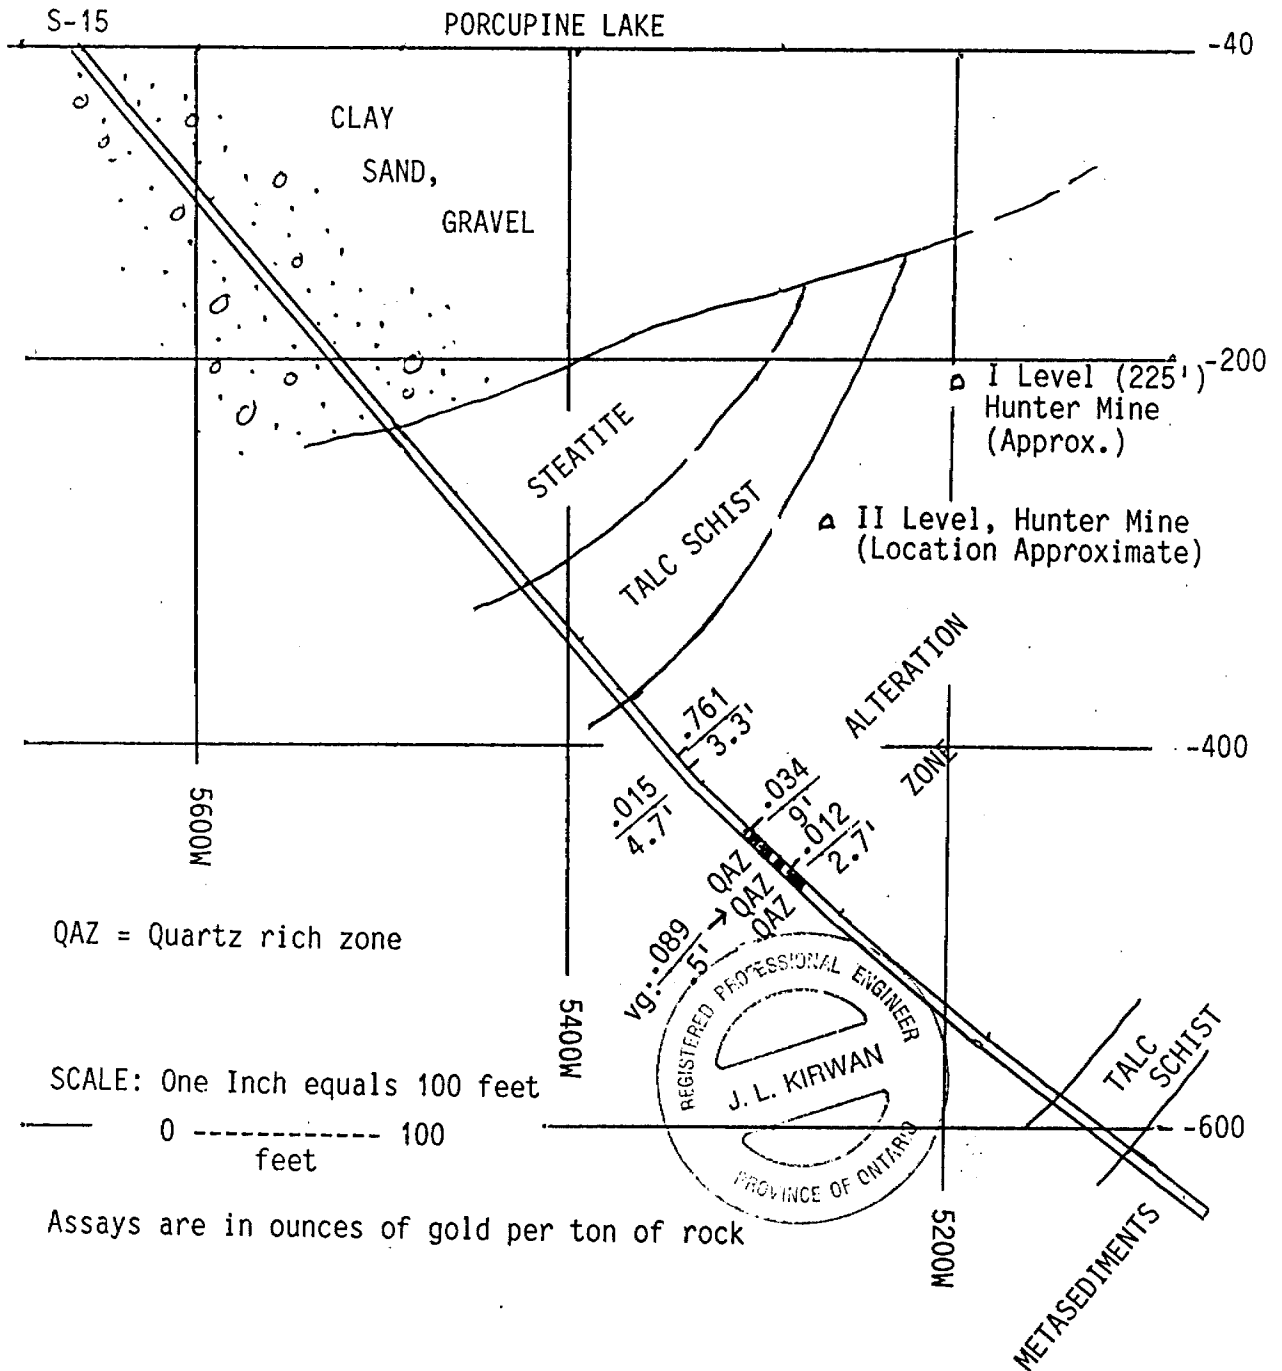 S-15
PORCUPINE LAKE
-40
CLAY
SAND,
GRAVEL
-200
I Level (225')
Hunter Mine
(Approx.)
STEATITE
TALC SCHIST
II Level, Hunter Mine
(Location Approximate)
ALTERATION
ZONE
.761
3.3'
-400
.015
4.7'
.034
9'
.012
2.7'
5600W
QAZ
QAZ
QAZ
vg:.089
.5'
QAZ = Quartz rich zone
5400W
REGISTERED PROFESSIONAL ENGINEER
J. L. KIRWAN
PROVINCE OF ONTARIO
TALC
SCHIST
SCALE: One Inch equals 100 feet
0 ------------ 100
feet
-600
Assays are in ounces of gold per ton of rock
5200W
METASEDIMENTS